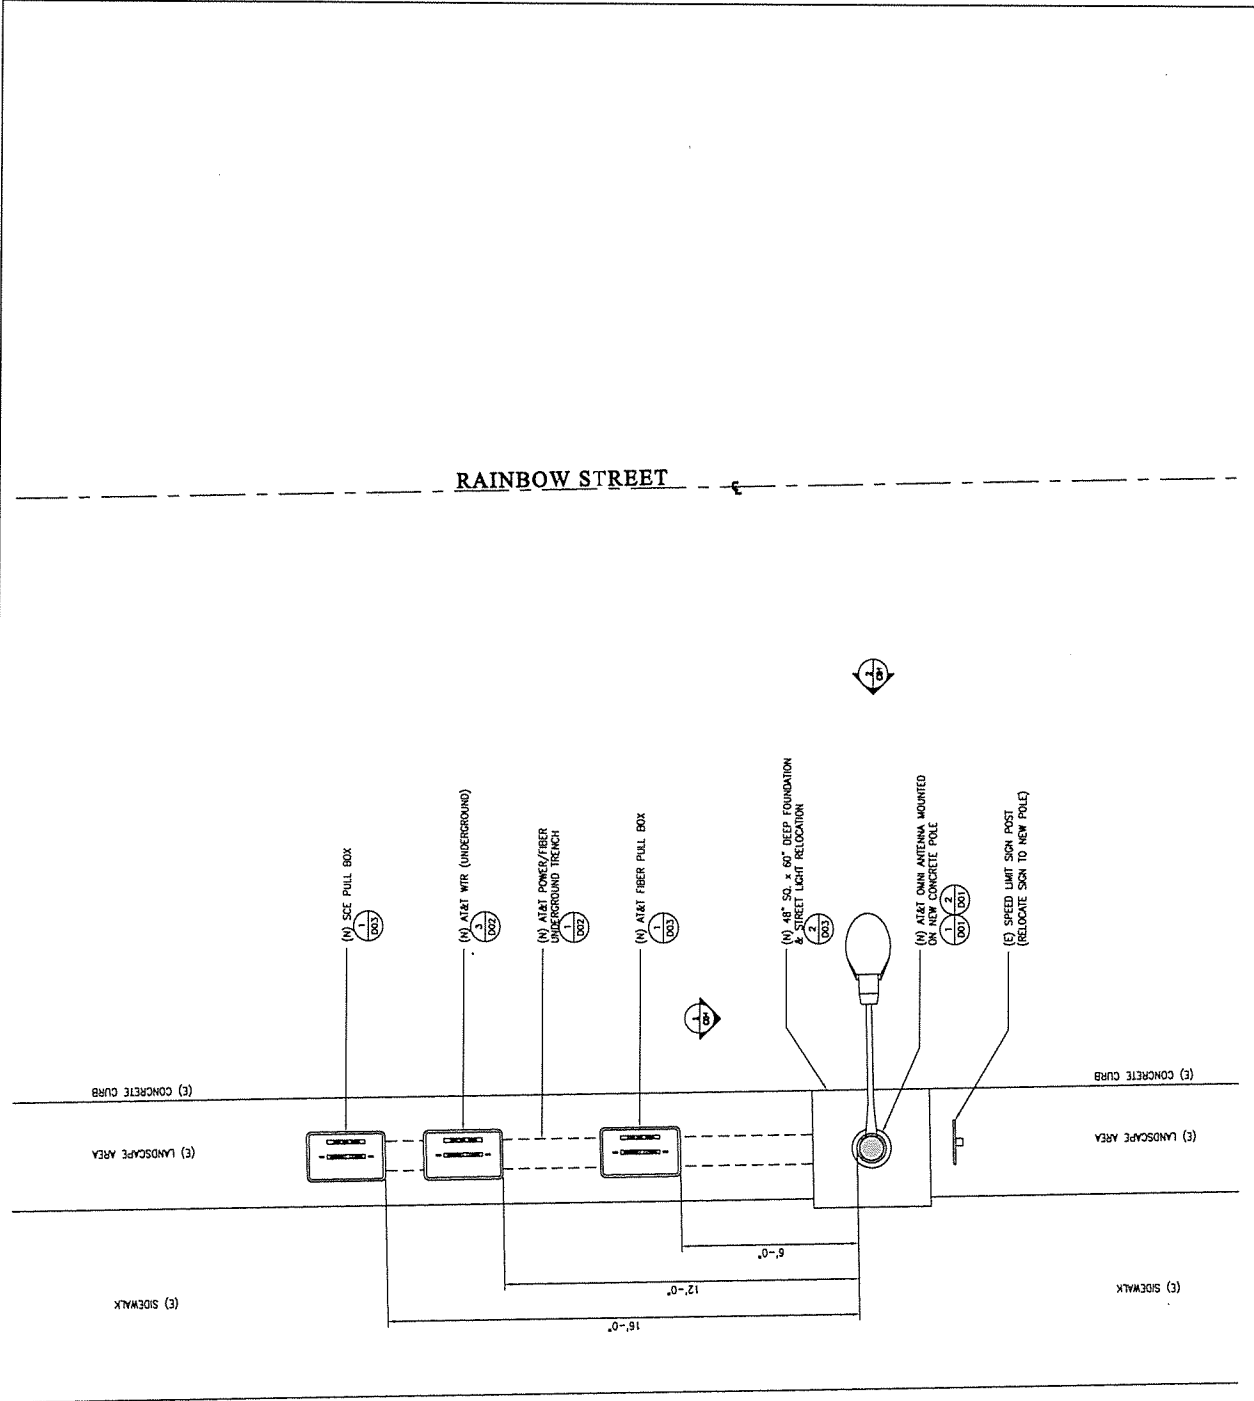 RAINBOW STREET
℄
2
(N) SCE PULL BOX
1
D03
(N) AT&T WTR (UNDERGROUND)
3
D02
(N) AT&T POWER/FIBER
UNDERGROUND TRENCH
1
D02
(N) AT&T FIBER PULL BOX
1
D03
(N) 48" SQ. x 60" DEEP FOUNDATION
& STREET LIGHT RELOCATION
2
D03
(N) AT&T OMNI ANTENNA MOUNTED
ON NEW CONCRETE POLE
1
D01
2
D01
(E) SPEED LIMIT SIGN POST
(RELOCATE SIGN TO NEW POLE)
1
(E) CONCRETE CURB
(E) CONCRETE CURB
(E) LANDSCAPE AREA
(E) LANDSCAPE AREA
6'-0"
12'-0"
16'-0"
(E) SIDEWALK
(E) SIDEWALK